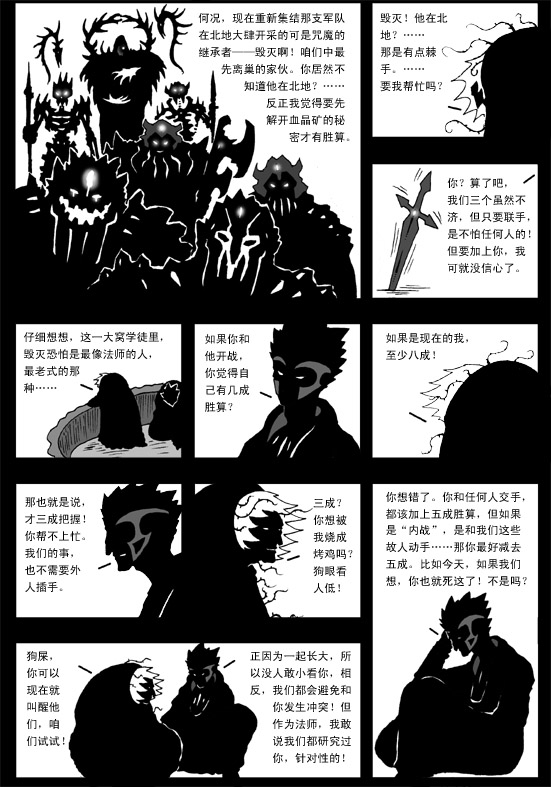 何况，现在重新集结那支军队
在北地大肆开采的可是咒魔的
继承者——毁灭啊！咱们中最
先离巢的家伙。你居然不
知道他在北地？……
反正我觉得要先
解开血晶矿的秘
密才有胜算。
毁灭！他在北
地？……
那是有点棘
手。……
要我帮忙吗？
你？算了吧，
我们三个虽然不
济，但只要联手，
是不怕任何人的！
但要加上你，我
可就没信心了。
仔细想想，这一大窝学徒里，
毁灭恐怕是最像法师的人，
最老式的那
种……
如果你和
他开战，
你觉得自
己有几成
胜算？
如果是现在的我，
至少八成！
那也就是说，
才三成把握！
你帮不上忙。
我们的事，
也不需要外
人插手。
三成？
你想被
我烧成
烤鸡吗？
狗眼看
人低！
你想错了。你和任何人交手，
都该加上五成胜算，但如果
是“内战”，是和我们这些
故人动手……那你最好减去
五成。比如今天，如果我们
想，你也就死这了！不是吗？
狗屎，
你可以
现在就
叫醒他
们，咱
们试试！
正因为一起长大，所
以没人敢小看你，相
反，我们都会避免和
你发生冲突！但
作为法师，我敢
说我们都研究过
你，针对性的！